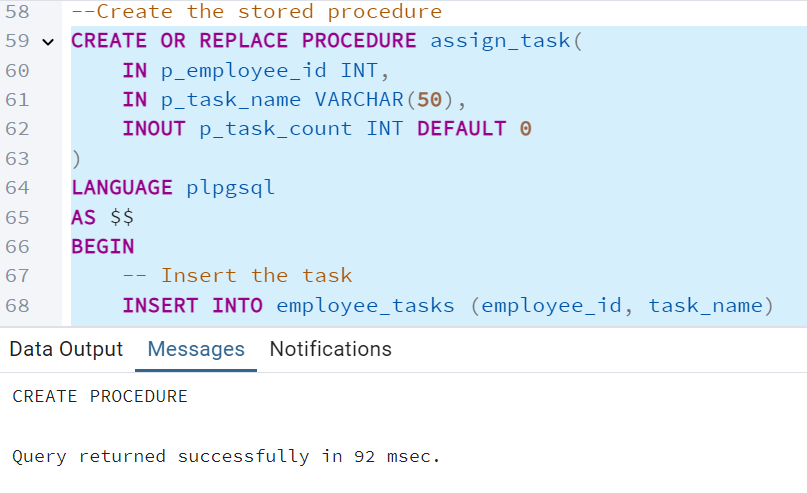 58 --Create the stored procedure
59 CREATE OR REPLACE PROCEDURE assign_task(
60 IN p_employee_id INT,
61 IN p_task_name VARCHAR(50),
62 INOUT p_task_count INT DEFAULT 0
63 )
64 LANGUAGE plpgsql
65 AS $$
66 BEGIN
67 -- Insert the task
68 INSERT INTO employee_tasks (employee_id, task_name)
Data Output Messages Notifications
CREATE PROCEDURE
Query returned successfully in 92 msec.